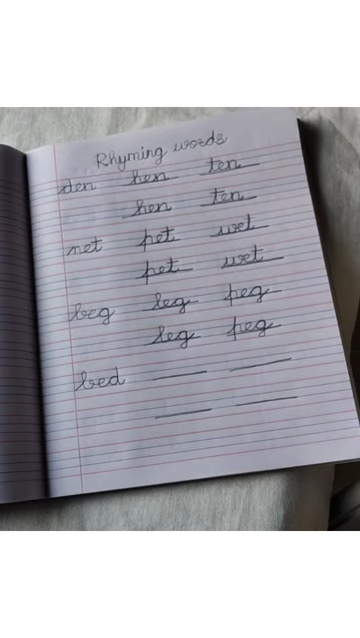 Rhyming words
den hen ten
hen ten
net pet wet
pet wet
beg leg peg
leg peg
bed